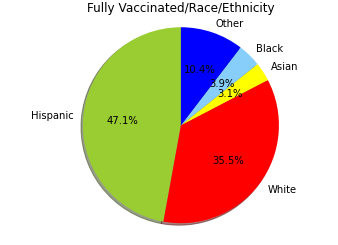 Fully Vaccinated/Race/Ethnicity
Other
Black
Asian
Hispanic
White
10.4%
3.9%
3.1%
47.1%
35.5%